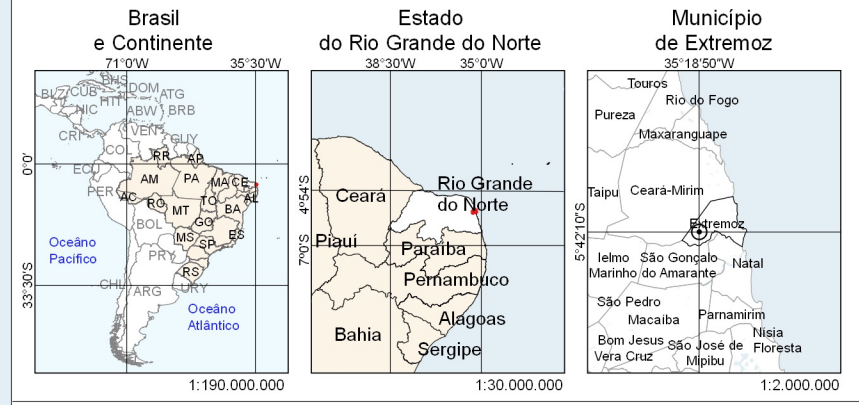 Brasil
e Continente
71°0'W 35°30'W
BHS
BLZ CUB DOM ATG
HTI
NIC ABW BRB
CRI VEN
GUY
COL
RR AP
0°0'
ECU
AM PA MA CE
PER
AC RO TO AL
MT BA
BOL GO
MS ES
SP
Oceâno
Pacífico
PRY
RS
33°30'S
CHL ARG URY
Oceâno
Atlântico
1:190.000.000
Estado
do Rio Grande do Norte
38°30'W 35°0'W
4°54'S
Rio Grande
do Norte
Ceará
7°0'S
Piauí
Paraíba
Pernambuco
Alagoas
Bahia
Sergipe
1:30.000.000
Município
de Extremoz
35°18'50"W
Touros
Rio do Fogo
Pureza
Maxaranguape
Taipu Ceará-Mirim
5°42'10"S
Extremoz
Ielmo
Marinho
São Gonçalo
do Amarante
Natal
São Pedro
Macaíba
Parnamirim
Nísia
Floresta
Bom Jesus
Vera Cruz
São José de
Mipibu
1:2.000.000